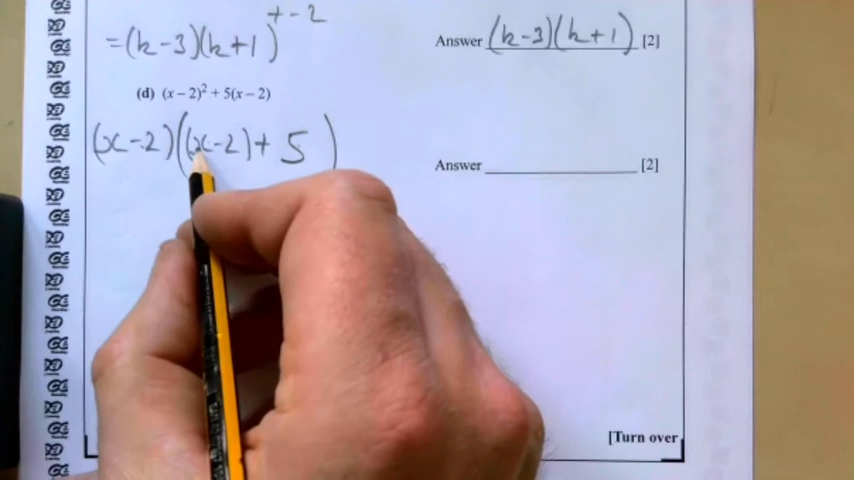 + - 2
= (k-3)(k+1)
Answer (k-3)(k+1) [2]
(d) (x – 2)² + 5(x – 2)
(x-2)((x-2)+ 5 )
Answer [2]
[Turn over